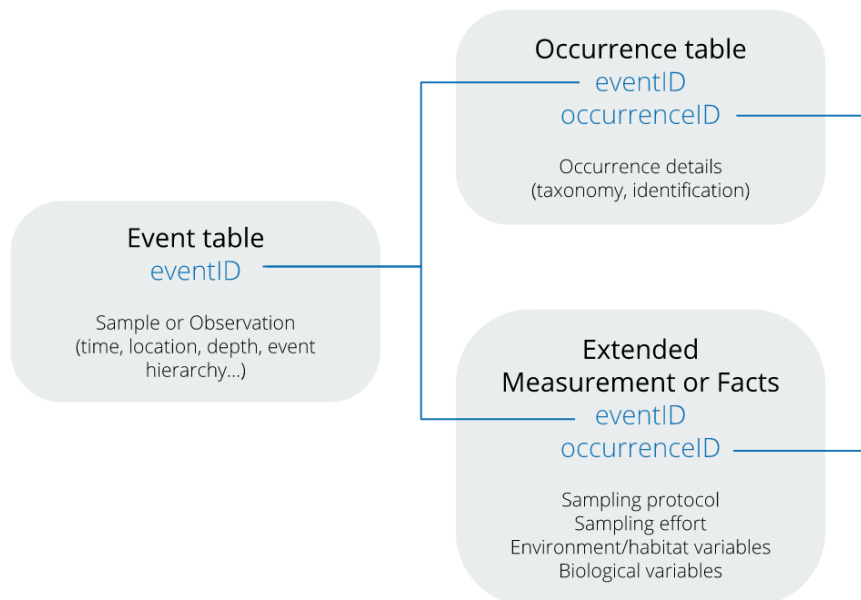 Occurrence table
eventID
occurrenceID
Occurrence details
(taxonomy, identification)
Event table
eventID
Sample or Observation
(time, location, depth, event
hierarchy...)
Extended
Measurement or Facts
eventID
occurrenceID
Sampling protocol
Sampling effort
Environment/habitat variables
Biological variables